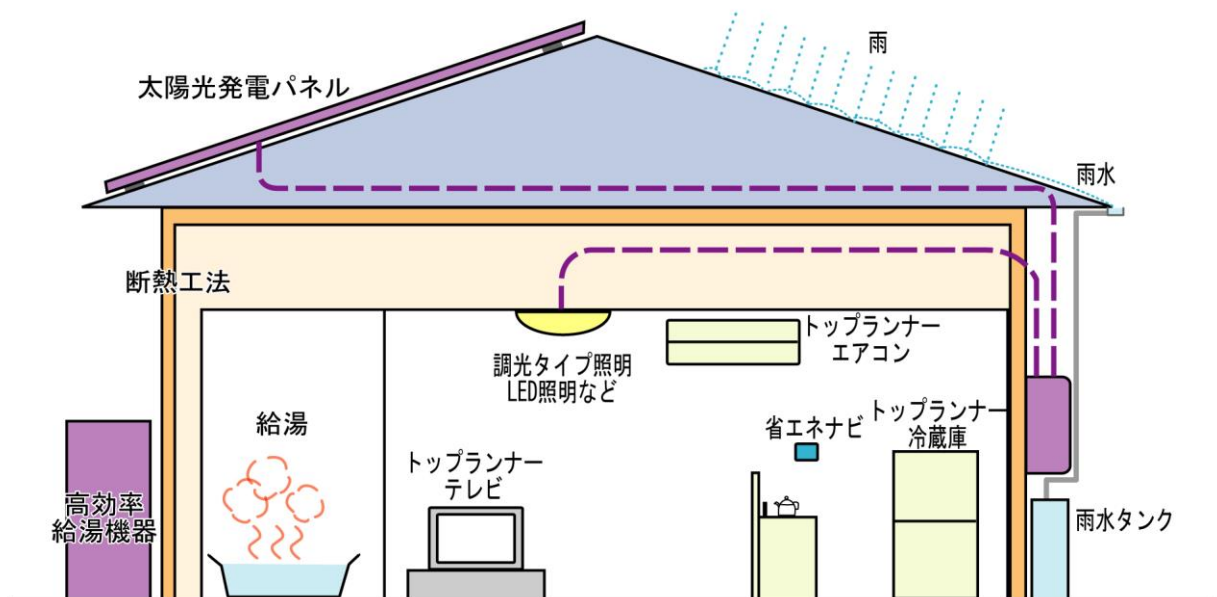 雨
太陽光発電パネル
雨水
断熱工法
トップランナー
エアコン
調光タイプ照明
LED照明など
給湯
省エネナビ
トップランナー
冷蔵庫
トップランナー
テレビ
高効率
給湯機器
雨水タンク